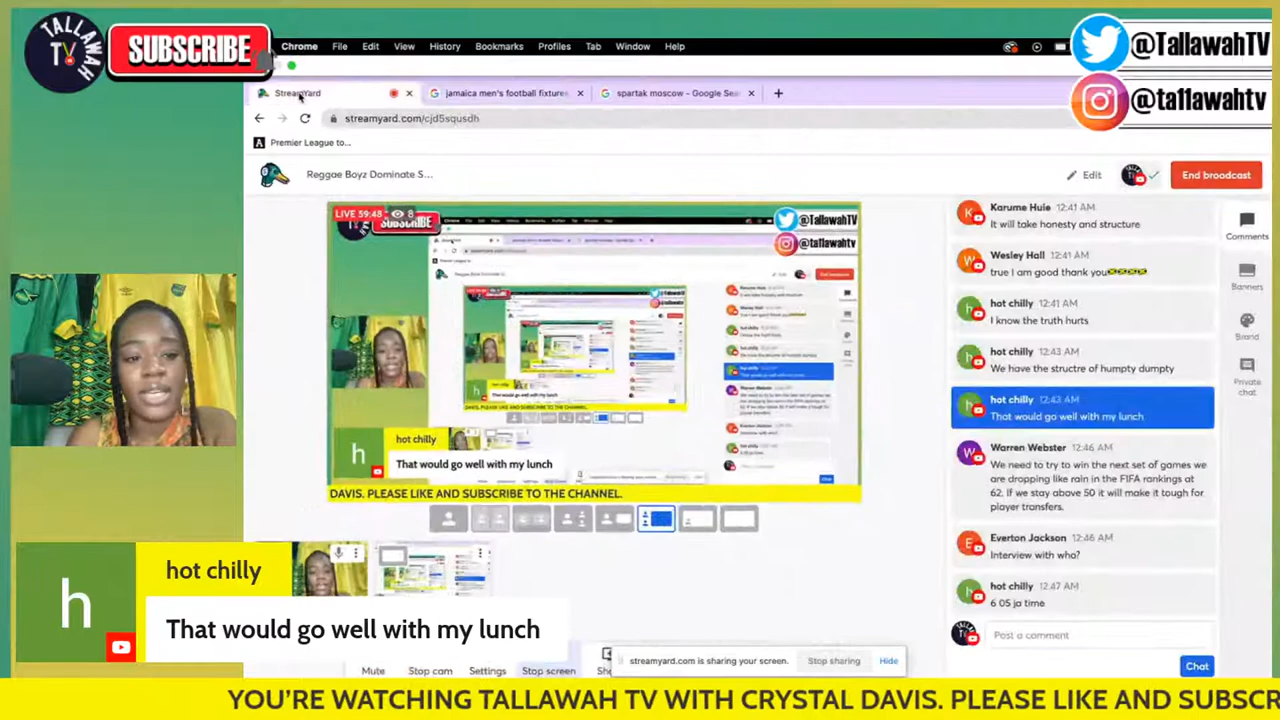 TALLAWAH
TV
SUBSCRIBE
Chrome File Edit View History Bookmarks Profiles Tab Window Help
@TallawahTV
@tallawahtv
StreamYard
jamaica men's football fixture
spartak moscow - Google Sea
streamyard.com/cjd5squsdh
Premier League to...
Reggae Boyz Dominate S...
Edit
End broadcast
LIVE 59:48 8
SUBSCRIBE
@TallawahTV
@tallawahtv
hot chilly
That would go well with my lunch
DAVIS. PLEASE LIKE AND SUBSCRIBE TO THE CHANNEL.
Karume Huie 12:41 AM
It will take honesty and structure
Wesley Hall 12:41 AM
true I am good thank you
hot chilly 12:41 AM
I know the truth hurts
hot chilly 12:43 AM
We have the structre of humpty dumpty
hot chilly 12:43 AM
That would go well with my lunch
Warren Webster 12:46 AM
We need to try to win the next set of games we
are dropping like rain in the FIFA rankings at
62. If we stay above 50 it will make it tough for
player transfers.
Everton Jackson 12:46 AM
Interview with who?
hot chilly 12:47 AM
6 05 ja time
Post a comment
Chat
Comments
Banners
Brand
Private
chat
h
hot chilly
That would go well with my lunch
streamyard.com is sharing your screen.
Stop sharing
Hide
Mute
Stop cam
Settings
Stop screen
YOU'RE WATCHING TALLAWAH TV WITH CRYSTAL DAVIS. PLEASE LIKE AND SUBSCR